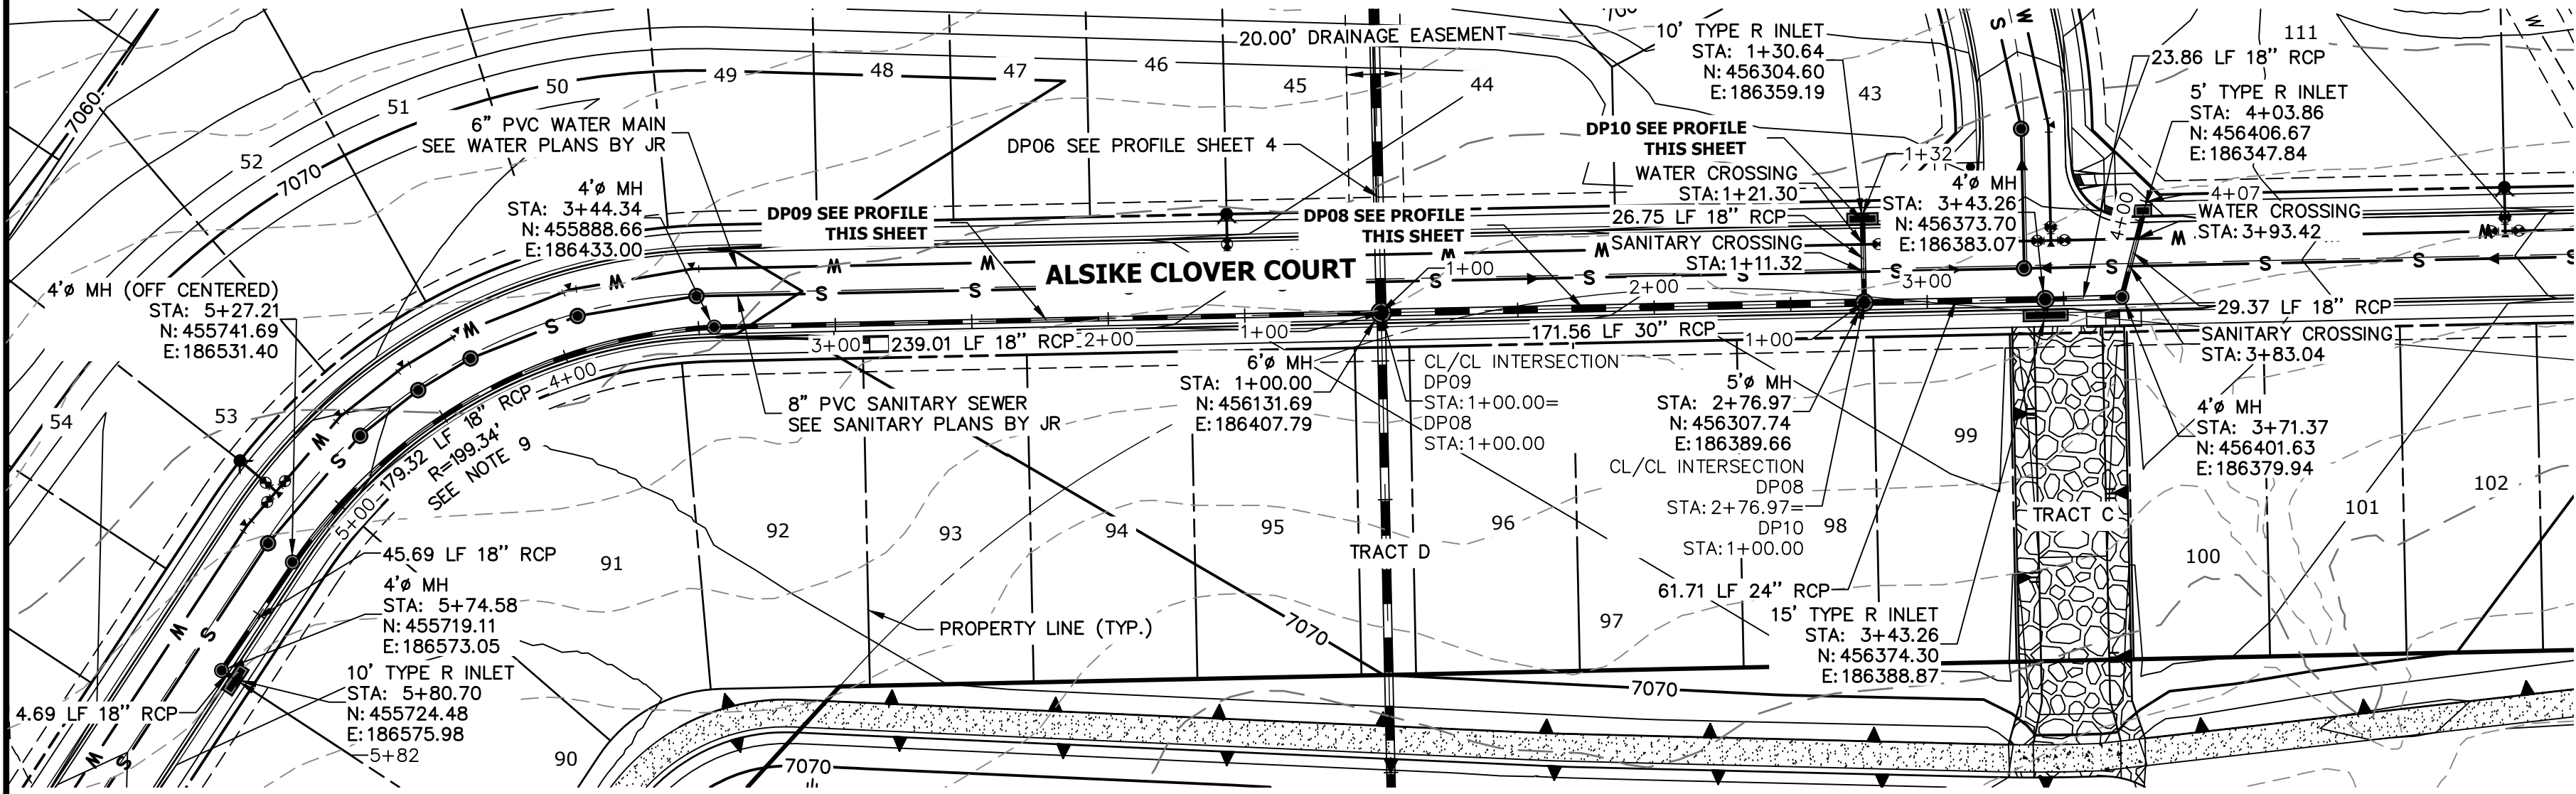 20.00' DRAINAGE EASEMENT
10' TYPE R INLET
STA: 1+30.64
N: 456304.60
E: 186359.19
S
W
111
23.86 LF 18" RCP
5' TYPE R INLET
STA: 4+03.86
N: 456406.67
E: 186347.84
7060
54
53
52
51
50
49
48
47
46
45
44
43
7070
6" PVC WATER MAIN
SEE WATER PLANS BY JR
DP06 SEE PROFILE SHEET 4
DP10 SEE PROFILE
THIS SHEET
WATER CROSSING
STA: 1+21.30
26.75 LF 18" RCP
SANITARY CROSSING
STA: 1+11.32
1+32
4'ø MH
STA: 3+43.26
N: 456373.70
E: 186383.07
4+07
4+00
WATER CROSSING
STA: 3+93.42
4'ø MH
STA: 3+44.34
N: 455888.66
E: 186433.00
DP09 SEE PROFILE
THIS SHEET
DP08 SEE PROFILE
THIS SHEET
ALSIKE CLOVER COURT
W
W
W
W
W
W
W
S
S
S
S
S
S
S
S
S
S
1+00
2+00
3+00
4'ø MH (OFF CENTERED)
STA: 5+27.21
N: 455741.69
E: 186531.40
3+00
239.01 LF 18" RCP
2+00
1+00
171.56 LF 30" RCP
1+00
29.37 LF 18" RCP
SANITARY CROSSING
STA: 3+83.04
6'ø MH
STA: 1+00.00
N: 456131.69
E: 186407.79
CL/CL INTERSECTION
DP09
STA: 1+00.00=
DP08
STA: 1+00.00
5'ø MH
STA: 2+76.97
N: 456307.74
E: 186389.66
CL/CL INTERSECTION
DP08
STA: 2+76.97=
DP10
STA: 1+00.00
4'ø MH
STA: 3+71.37
N: 456401.63
E: 186379.94
4+00
179.32 LF 18" RCP
R=199.34'
SEE NOTE 9
5+00
W
W
W
S
S
8" PVC SANITARY SEWER
SEE SANITARY PLANS BY JR
45.69 LF 18" RCP
4'ø MH
STA: 5+74.58
N: 455719.11
E: 186573.05
10' TYPE R INLET
STA: 5+80.70
N: 455724.48
E: 186575.98
5+82
4.69 LF 18" RCP
90
91
92
93
94
95
96
97
98
99
100
101
102
TRACT D
TRACT C
PROPERTY LINE (TYP.)
61.71 LF 24" RCP
15' TYPE R INLET
STA: 3+43.26
N: 456374.30
E: 186388.87
7070
7070
7070